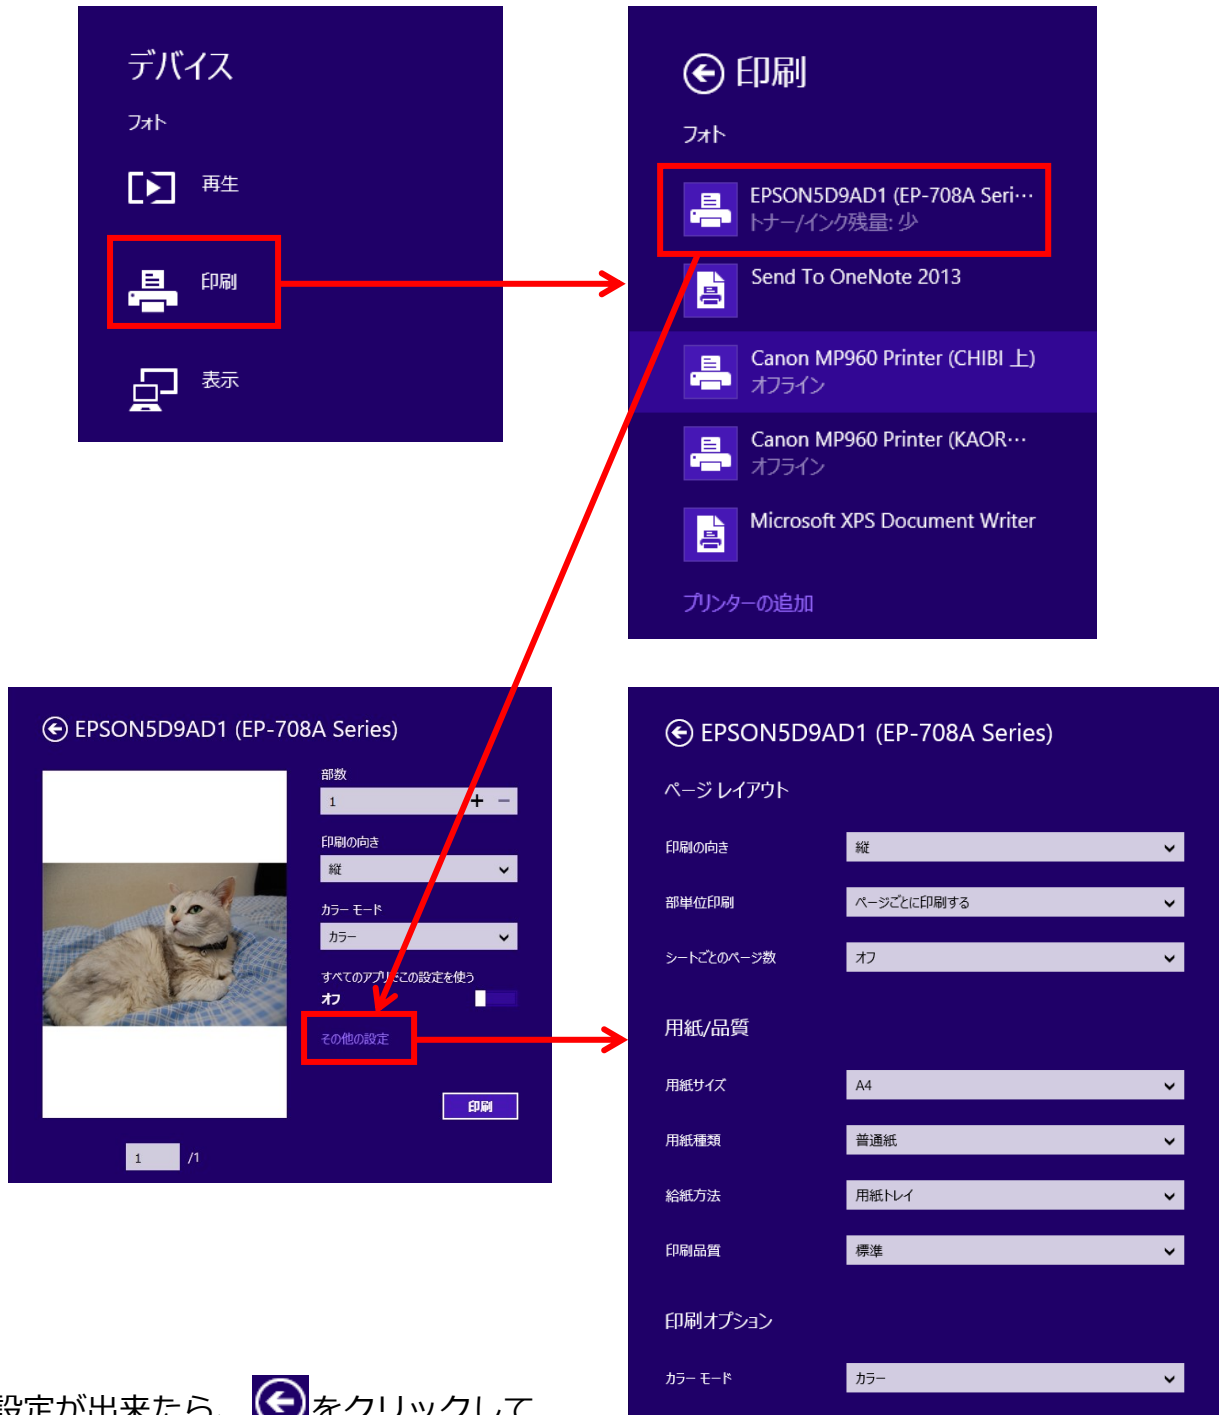 デバイス
フォト
再生
印刷
表示
印刷
フォト
EPSON5D9AD1 (EP-708A Seri…
トナー/インク残量: 少
Send To OneNote 2013
Canon MP960 Printer (CHIBI 上)
オフライン
Canon MP960 Printer (KAOR…
オフライン
Microsoft XPS Document Writer
プリンターの追加
EPSON5D9AD1 (EP-708A Series)
部数
1 + −
印刷の向き
縦
カラー モード
カラー
すべてのアプリでこの設定を使う
オフ
その他の設定
印刷
1 /1
EPSON5D9AD1 (EP-708A Series)
ページ レイアウト
印刷の向き 縦
部単位印刷 ページごとに印刷する
シートごとのページ数 オフ
用紙/品質
用紙サイズ A4
用紙種類 普通紙
給紙方法 用紙トレイ
印刷品質 標準
印刷オプション
カラー モード カラー
設定が出来たら、 をクリックして